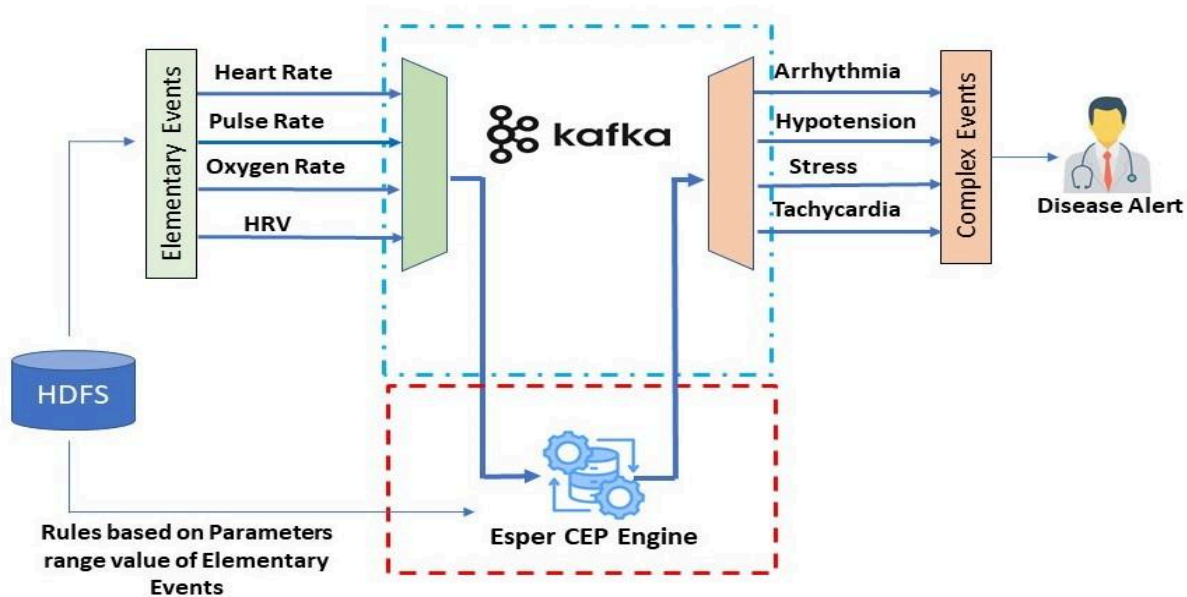 Elementary Events
Heart Rate
Pulse Rate
Oxygen Rate
HRV
kafka
Arrhythmia
Hypotension
Stress
Tachycardia
Complex Events
Disease Alert
HDFS
Rules based on Parameters
range value of Elementary
Events
Esper CEP Engine